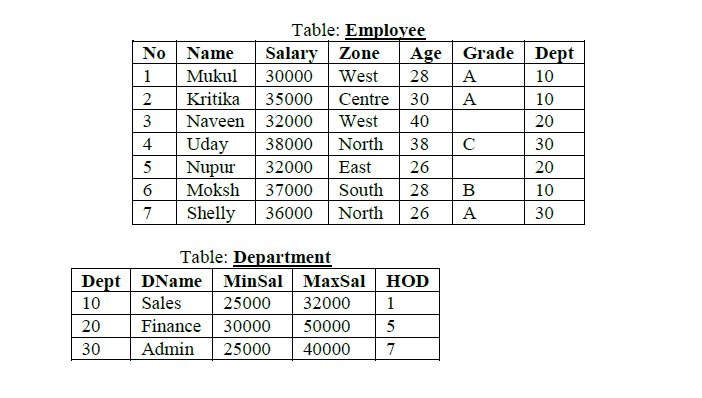 Table: Employee
No Name Salary Zone Age Grade Dept
1 Mukul 30000 West 28 A 10
2 Kritika 35000 Centre 30 A 10
3 Naveen 32000 West 40 20
4 Uday 38000 North 38 C 30
5 Nupur 32000 East 26 20
6 Moksh 37000 South 28 B 10
7 Shelly 36000 North 26 A 30
Table: Department
Dept DName MinSal MaxSal HOD
10 Sales 25000 32000 1
20 Finance 30000 50000 5
30 Admin 25000 40000 7